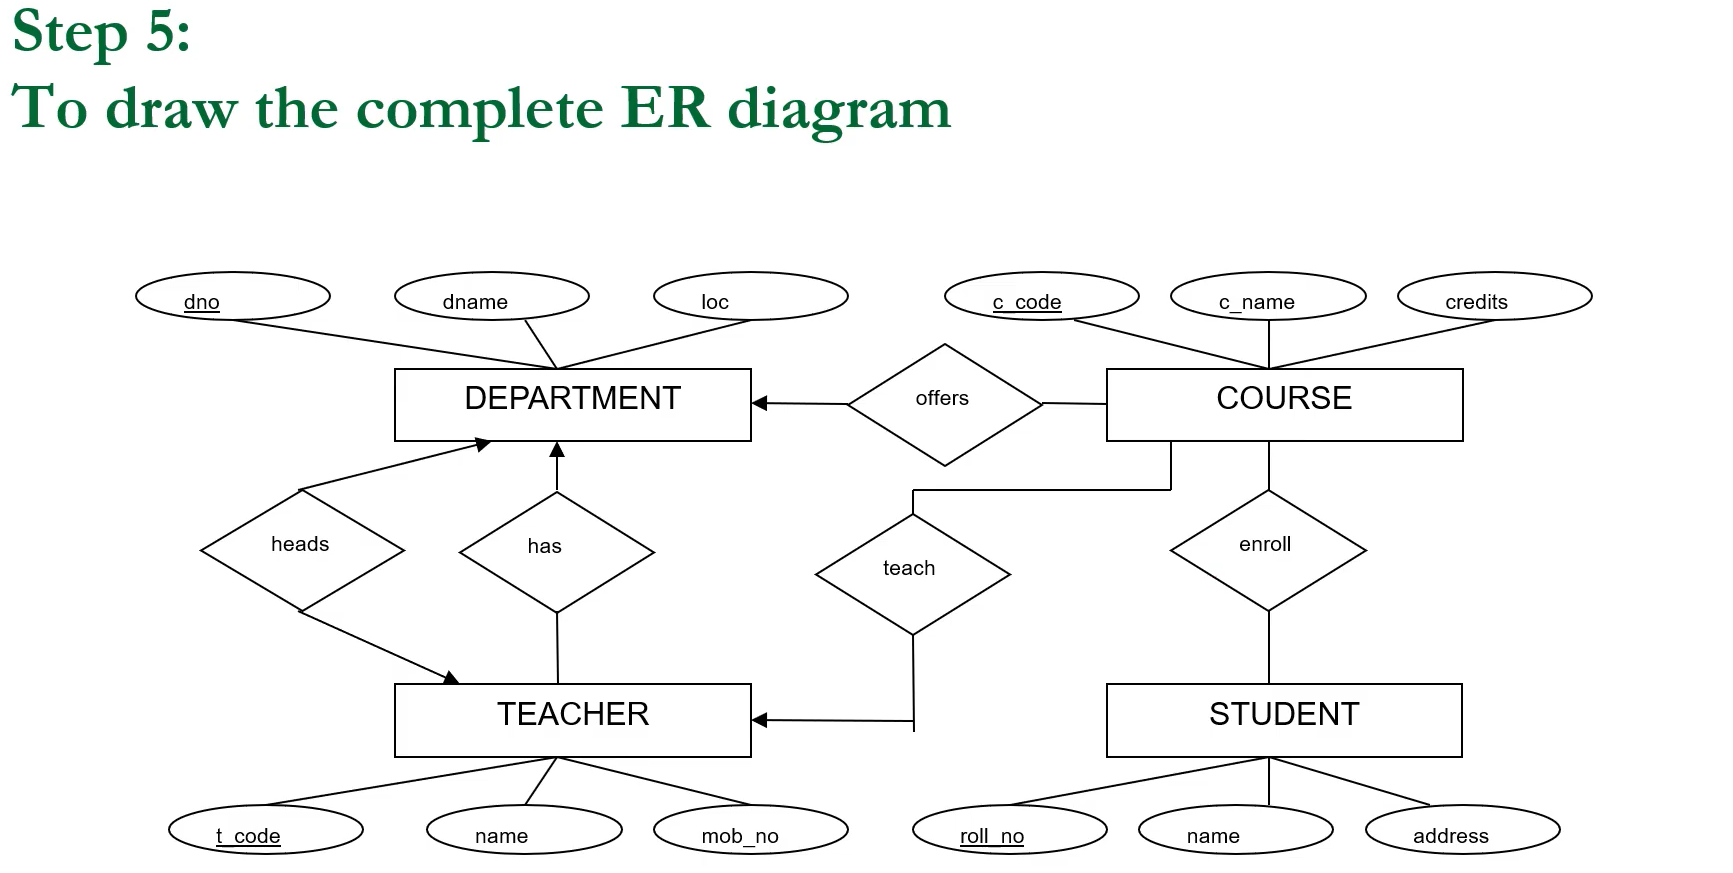 Step 5:
To draw the complete ER diagram
dno
dname
loc
c_code
c_name
credits
DEPARTMENT
offers
COURSE
heads
has
teach
enroll
TEACHER
STUDENT
t_code
name
mob_no
roll_no
name
address